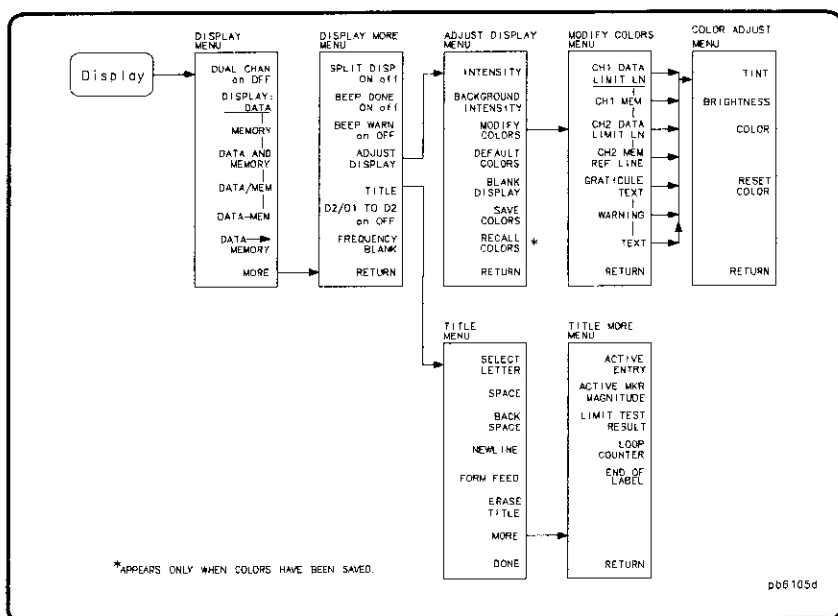 Display
DISPLAY
MENU
DUAL CHAN
on OFF
DISPLAY:
DATA
MEMORY
DATA AND
MEMORY
DATA/MEM
DATA-MEM
DATA→
MEMORY
MORE
DISPLAY MORE
MENU
SPLIT DISP
ON off
BEEP DONE
ON off
BEEP WARN
on OFF
ADJUST
DISPLAY
TITLE
D2/D1 TO D2
on OFF
FREQUENCY
BLANK
RETURN
ADJUST DISPLAY
MENU
INTENSITY
BACKGROUND
INTENSITY
MODIFY
COLORS
DEFAULT
COLORS
BLANK
DISPLAY
SAVE
COLORS
RECALL
COLORS
*
RETURN
MODIFY COLORS
MENU
CH1 DATA
LIMIT LN
CH1 MEM
CH2 DATA
LIMIT LN
CH2 MEM
REF LINE
GRATICULE
TEXT
WARNING
TEXT
RETURN
COLOR ADJUST
MENU
TINT
BRIGHTNESS
COLOR
RESET
COLOR
RETURN
TITLE
MENU
SELECT
LETTER
SPACE
BACK
SPACE
NEWLINE
FORM FEED
ERASE
TITLE
MORE
DONE
TITLE MORE
MENU
ACTIVE
ENTRY
ACTIVE MKR
MAGNITUDE
LIMIT TEST
RESULT
LOOP
COUNTER
END OF
LABEL
RETURN
*APPEARS ONLY WHEN COLORS HAVE BEEN SAVED.
pb6105d